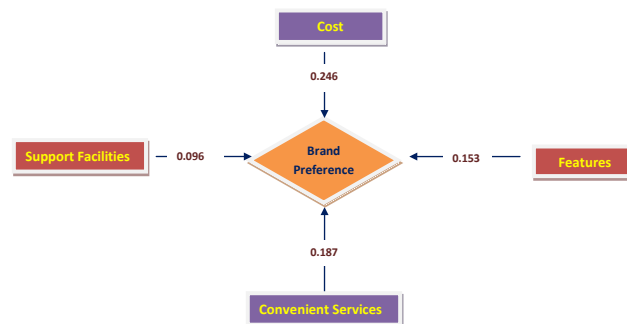 Cost
0.246
Support Facilities
0.096
Brand
Preference
0.153
Features
0.187
Convenient Services